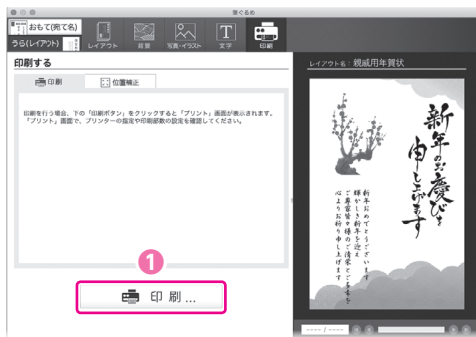 筆ぐるめ
おもて(宛て名)
うら(レイアウト)
レイアウト
背景
写真・イラスト
文字
印刷
印刷する
印刷
位置補正
印刷を行う場合、下の「印刷ボタン」をクリックすると「プリント」画面が表示されます。
「プリント」画面で、プリンターの指定や印刷部数の設定を確認してください。
1
印刷...
レイアウト名:親戚用年賀状
新年のお慶びを
申し上げます
新年おめでとうございます
輝かしき新年を迎え
ご尊家皆々様のご清栄とご多幸を
心よりお祈り申し上げます
---- / ----